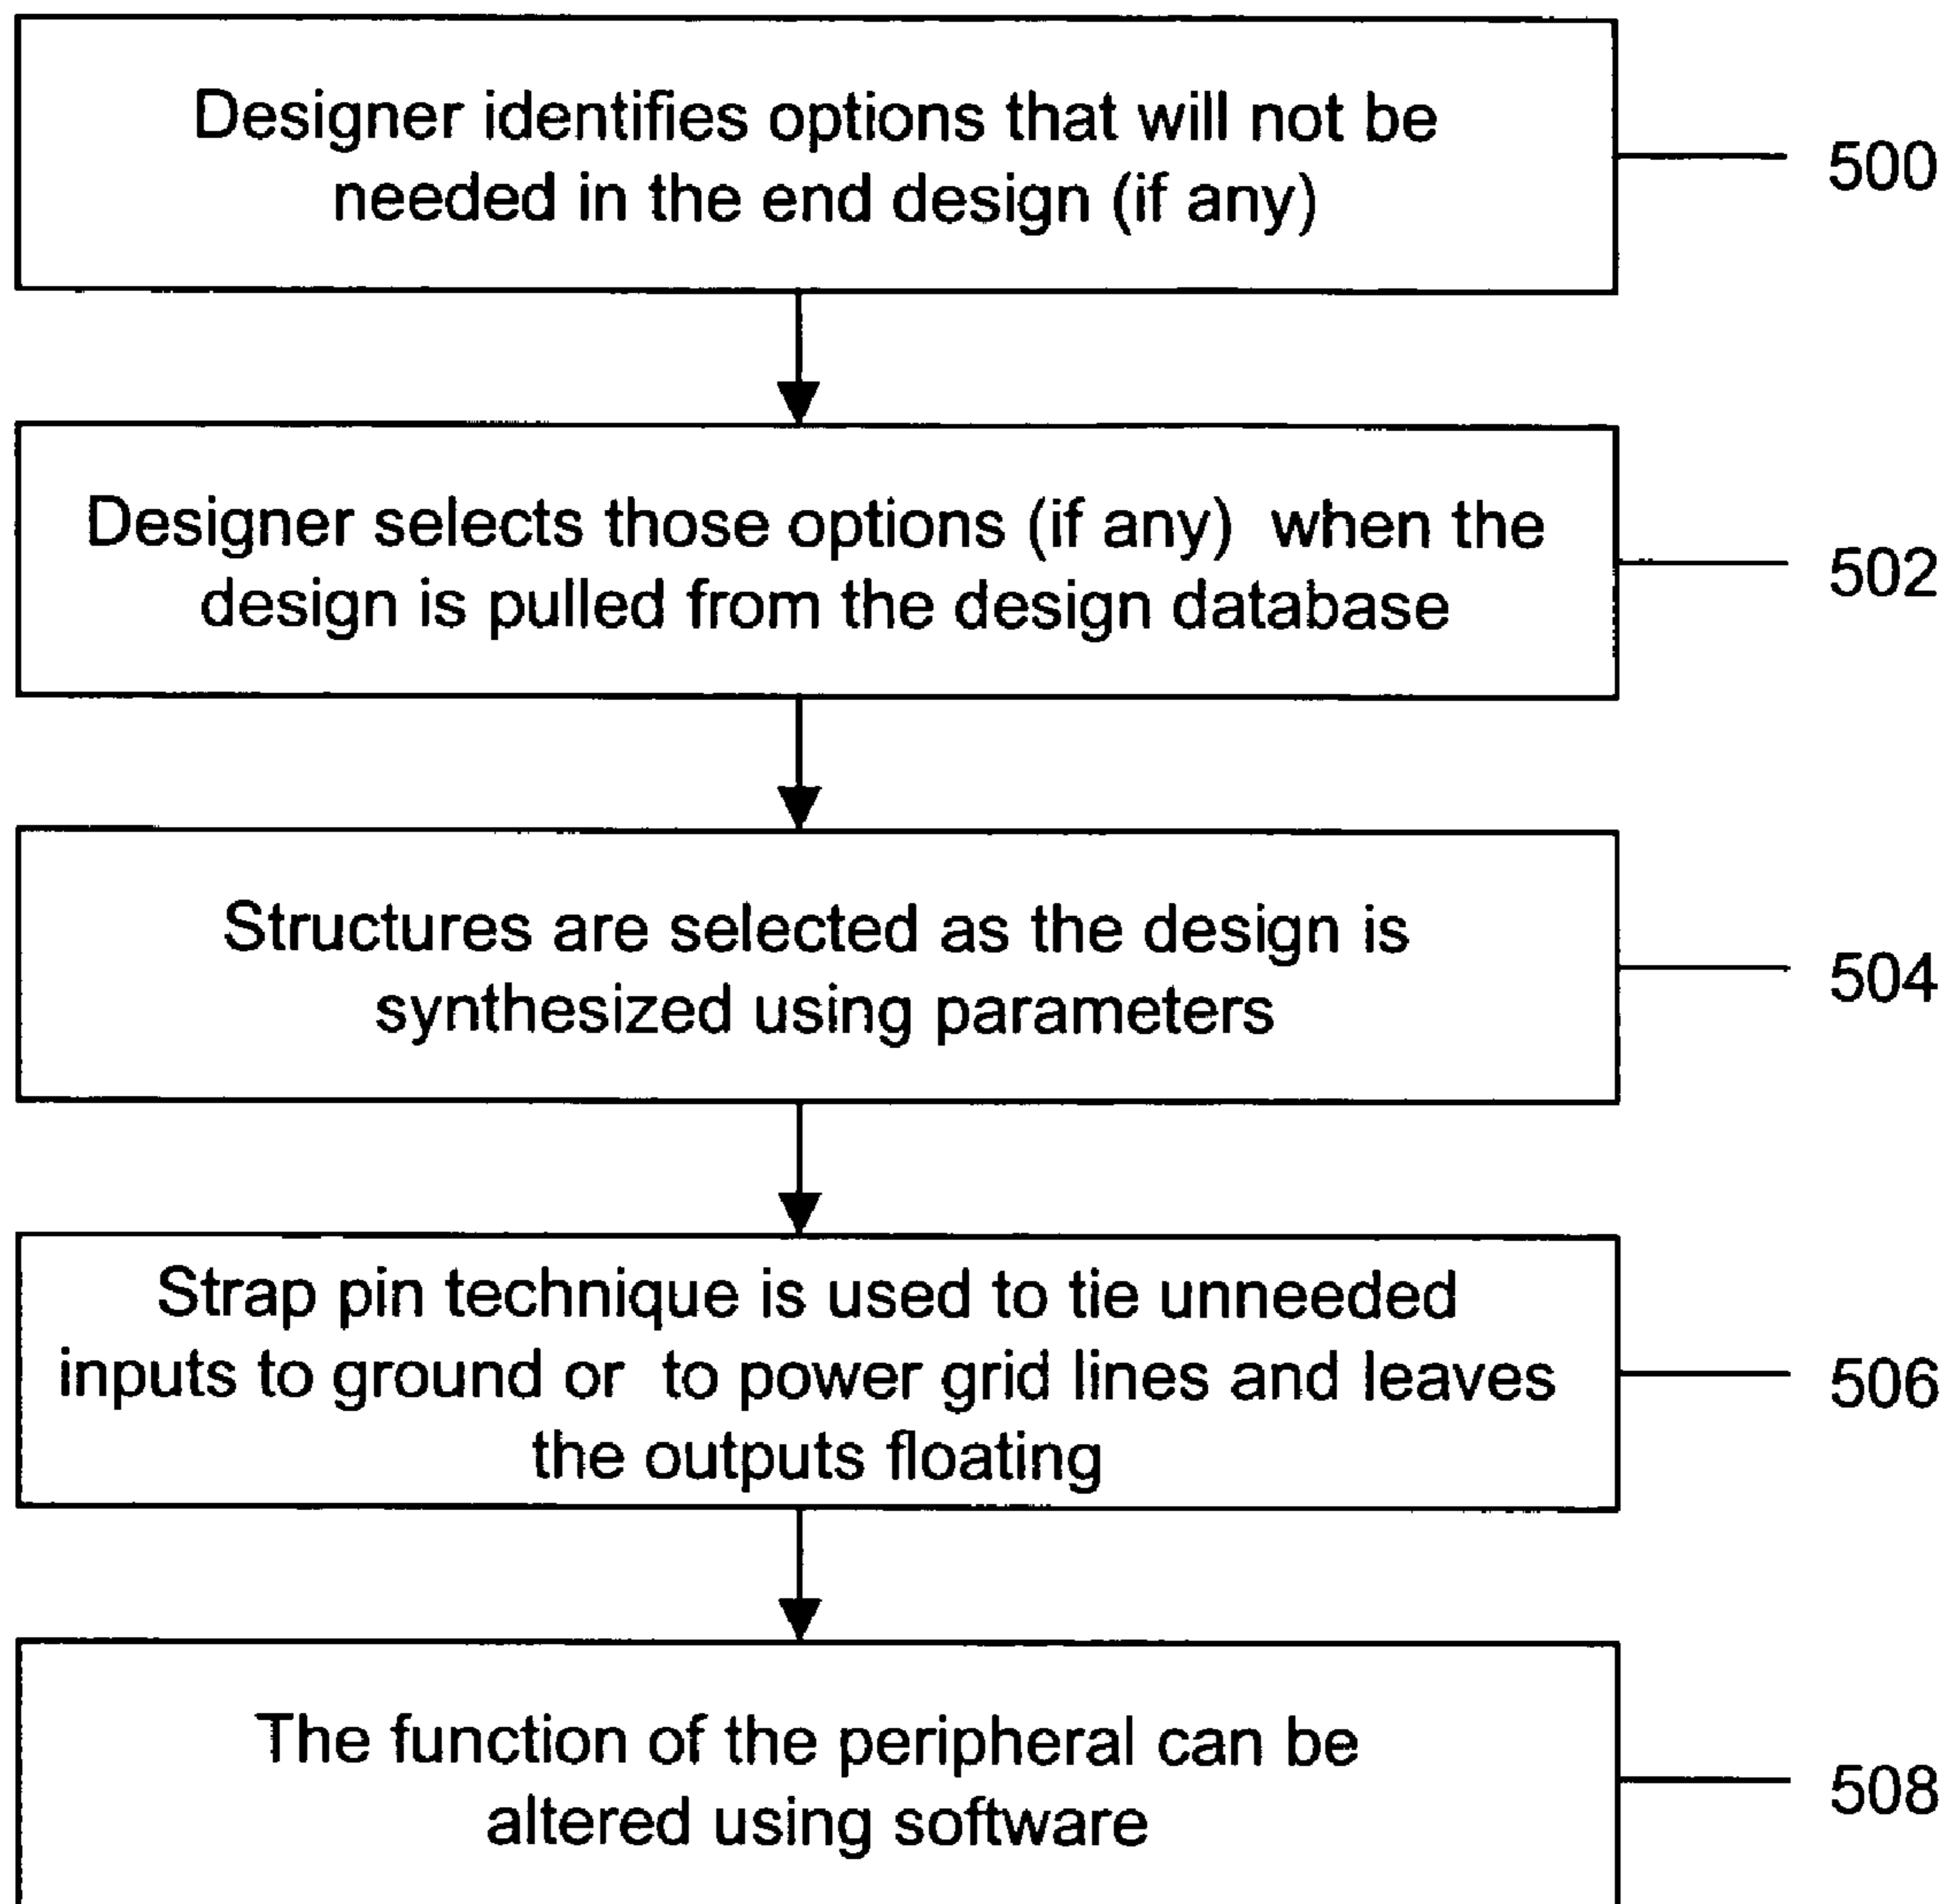 Designer identifies options that will not be
needed in the end design (if any)
500
Designer selects those options (if any) when the
design is pulled from the design database
502
Structures are selected as the design is
synthesized using parameters
504
Strap pin technique is used to tie unneeded
inputs to ground or to power grid lines and leaves
the outputs floating
506
The function of the peripheral can be
altered using software
508